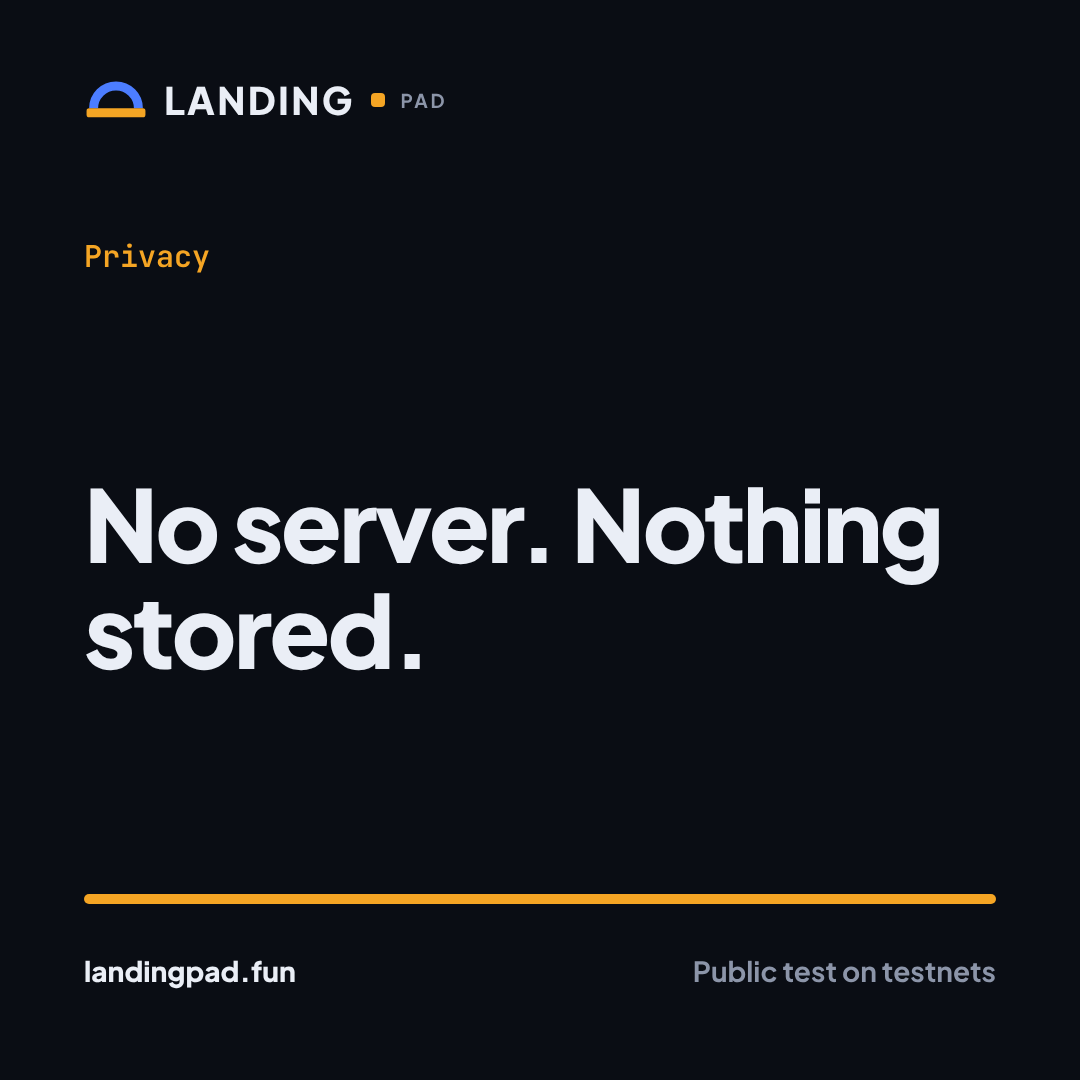 LANDING PAD
Privacy
No server. Nothing
stored.
landingpad.fun
Public test on testnets